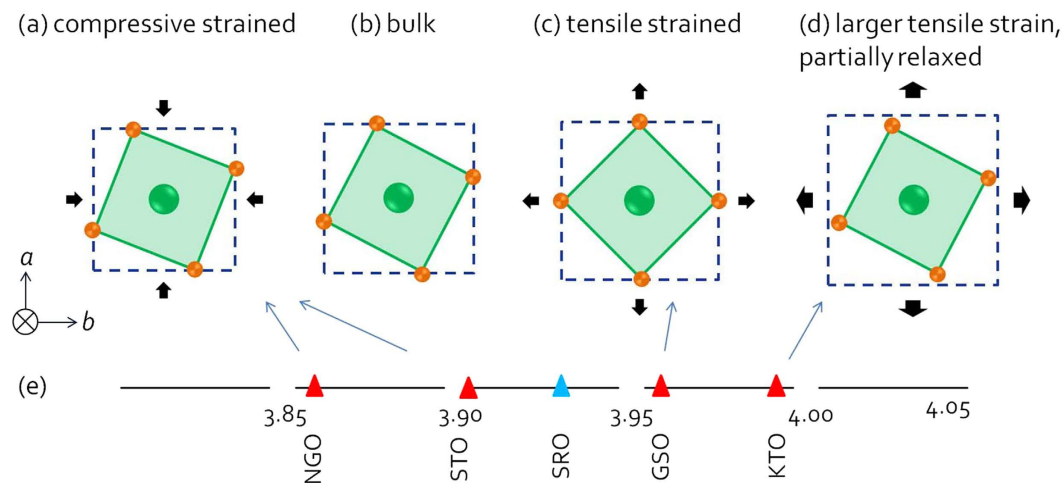 (a) compressive strained
(b) bulk
(c) tensile strained
(d) larger tensile strain,
partially relaxed
a
b
(e)
3.85
3.90
3.95
4.00
4.05
NGO
STO
SRO
GSO
KTO